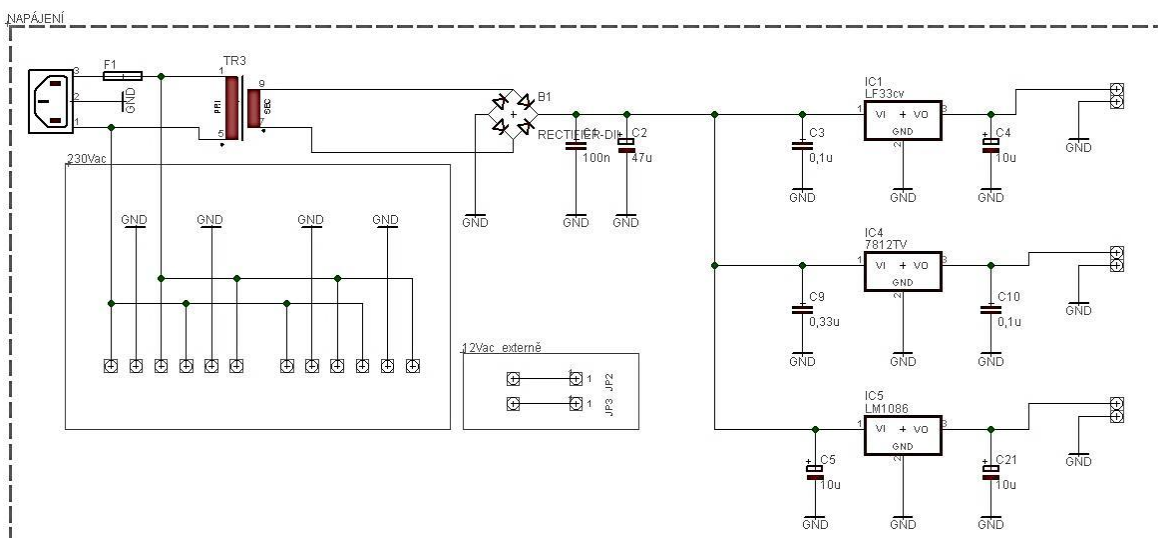 NAPÁJENÍ
F1
3
2
1
GND
TR3
1
5
PRI
SEC
9
7
B1
RECTIFIER-DIL
C1
100n
C2
47u
GND
GND
GND
IC1
LF33cv
1
VI
VO
3
GND
2
C3
0,1u
GND
GND
C4
10u
GND
GND
230Vac
GND
GND
GND
GND
12Vac externě
1
JP2
1
JP3
IC4
7812TV
1
VI
VO
3
GND
2
C9
0,33u
GND
GND
C10
0,1u
GND
GND
IC5
LM1086
1
VI
VO
3
GND
2
C5
10u
GND
GND
C21
10u
GND
GND